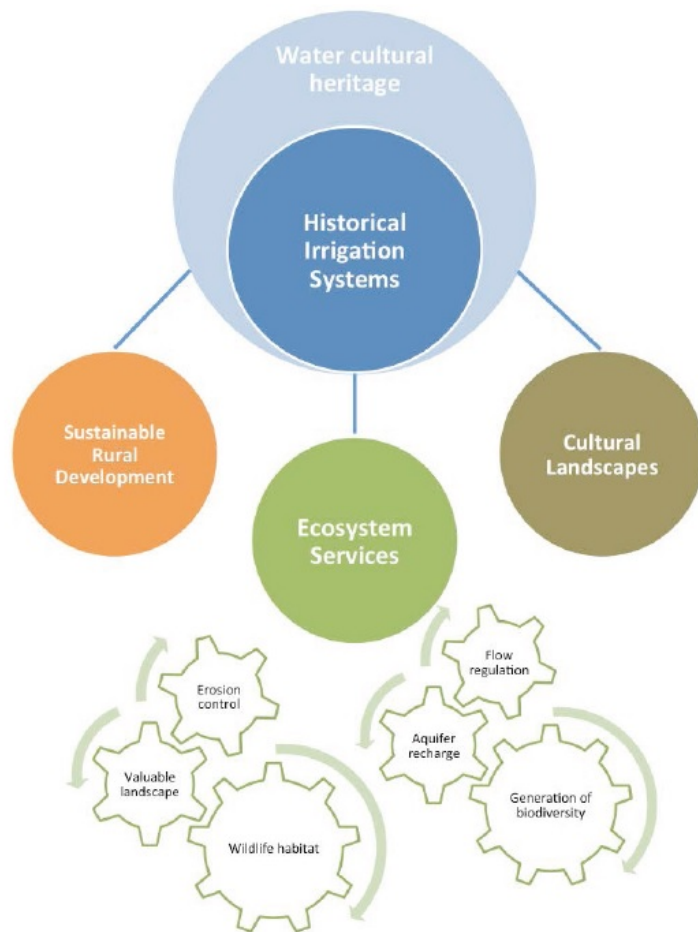 Water cultural
heritage
Historical
Irrigation
Systems
Sustainable
Rural
Development
Ecosystem
Services
Cultural
Landscapes
Erosion
control
Valuable
landscape
Wildlife habitat
Flow
regulation
Aquifer
recharge
Generation of
biodiversity